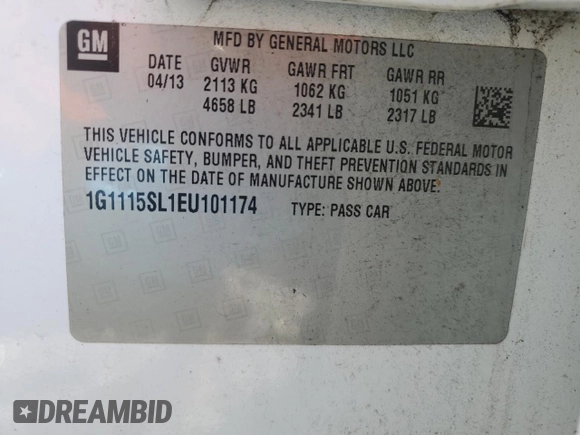 GM
MFD BY GENERAL MOTORS LLC
DATE GVWR GAWR FRT GAWR RR
04/13 2113 KG 1062 KG 1051 KG
4658 LB 2341 LB 2317 LB
THIS VEHICLE CONFORMS TO ALL APPLICABLE U.S. FEDERAL MOTOR
VEHICLE SAFETY, BUMPER, AND THEFT PREVENTION STANDARDS IN
EFFECT ON THE DATE OF MANUFACTURE SHOWN ABOVE:
1G1115SL1EU101174 TYPE: PASS CAR
DREAMBID